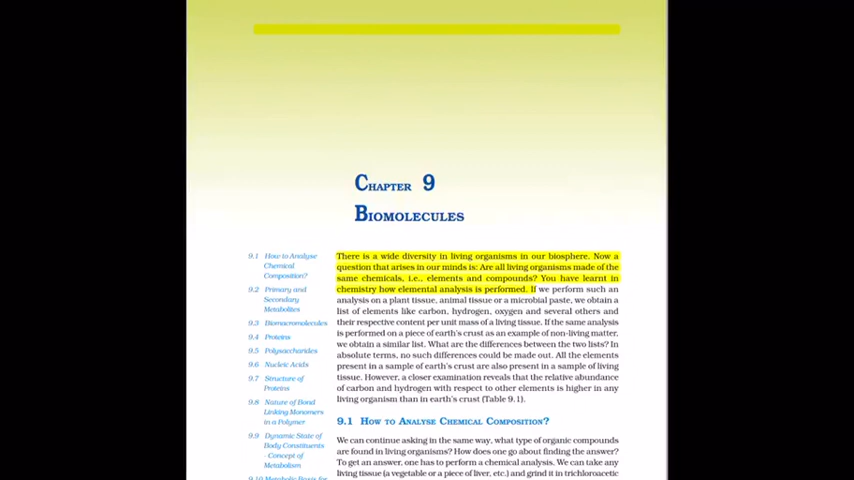 CHAPTER 9
BIOMOLECULES
9.1 How to Analyse
Chemical
Composition?
9.2 Primary and
Secondary
Metabolites
9.3 Biomacromolecules
9.4 Proteins
9.5 Polysaccharides
9.6 Nucleic Acids
9.7 Structure of
Proteins
9.8 Nature of Bond
Linking Monomers
in a Polymer
9.9 Dynamic State of
Body Constituents
- Concept of
Metabolism
9.10 Metabolic Basis for
There is a wide diversity in living organisms in our biosphere. Now a
question that arises in our minds is: Are all living organisms made of the
same chemicals, i.e., elements and compounds? You have learnt in
chemistry how elemental analysis is performed. If we perform such an
analysis on a plant tissue, animal tissue or a microbial paste, we obtain a
list of elements like carbon, hydrogen, oxygen and several others and
their respective content per unit mass of a living tissue. If the same analysis
is performed on a piece of earth's crust as an example of non-living matter,
we obtain a similar list. What are the differences between the two lists? In
absolute terms, no such differences could be made out. All the elements
present in a sample of earth's crust are also present in a sample of living
tissue. However, a closer examination reveals that the relative abundance
of carbon and hydrogen with respect to other elements is higher in any
living organism than in earth's crust (Table 9.1).
9.1 HOW TO ANALYSE CHEMICAL COMPOSITION?
We can continue asking in the same way, what type of organic compounds
are found in living organisms? How does one go about finding the answer?
To get an answer, one has to perform a chemical analysis. We can take any
living tissue (a vegetable or a piece of liver, etc.) and grind it in trichloroacetic